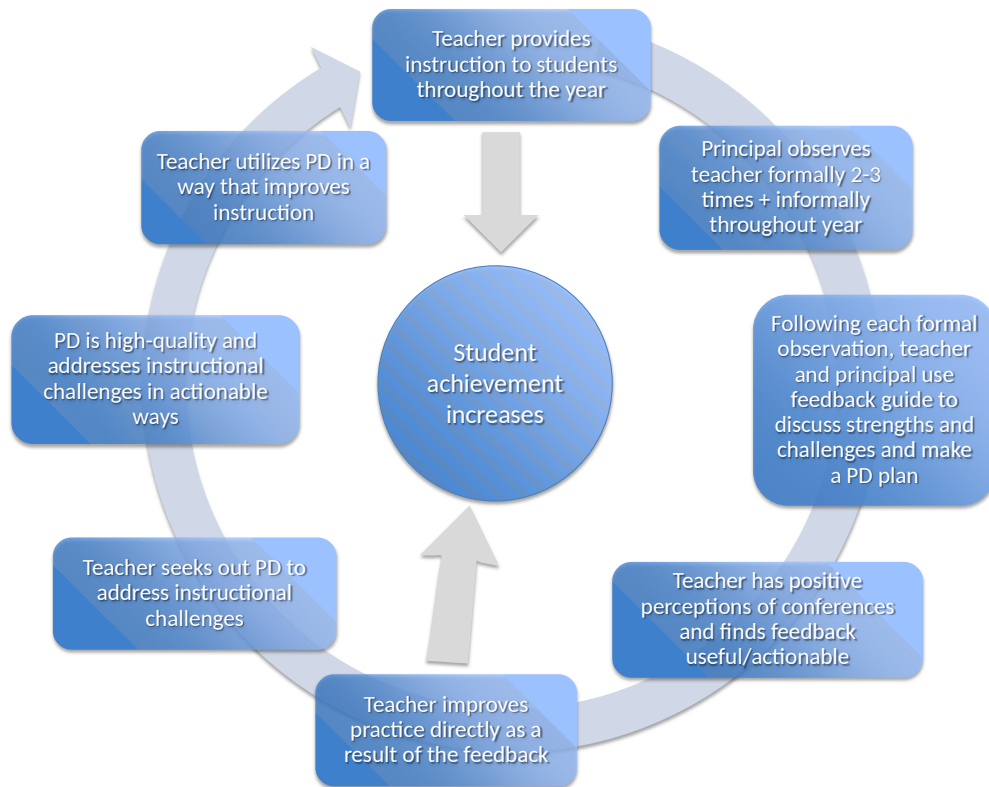 Teacher provides
instruction to students
throughout the year
Principal observes
teacher formally 2-3
times + informally
throughout year
Following each formal
observation, teacher
and principal use
feedback guide to
discuss strengths and
challenges and make
a PD plan
Teacher has positive
perceptions of conferences
and finds feedback
useful/actionable
Teacher improves
practice directly as a
result of the feedback
Teacher seeks out PD to
address instructional
challenges
PD is high-quality and
addresses instructional
challenges in actionable
ways
Teacher utilizes PD in a
way that improves
instruction
Student
achievement
increases